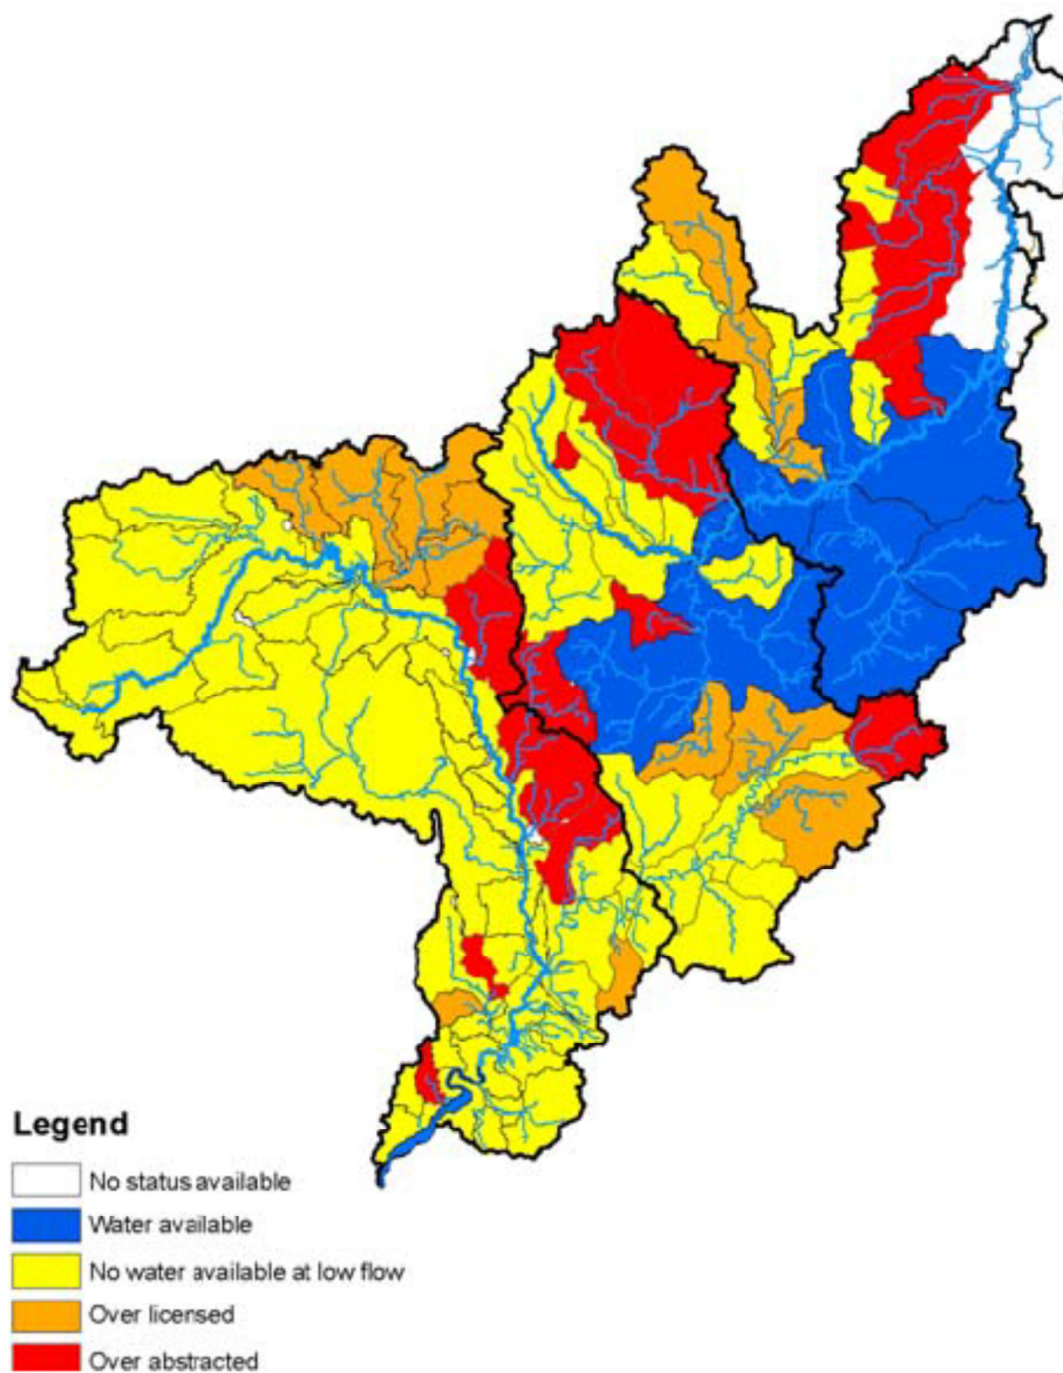 Legend
No status available
Water available
No water available at low flow
Over licensed
Over abstracted